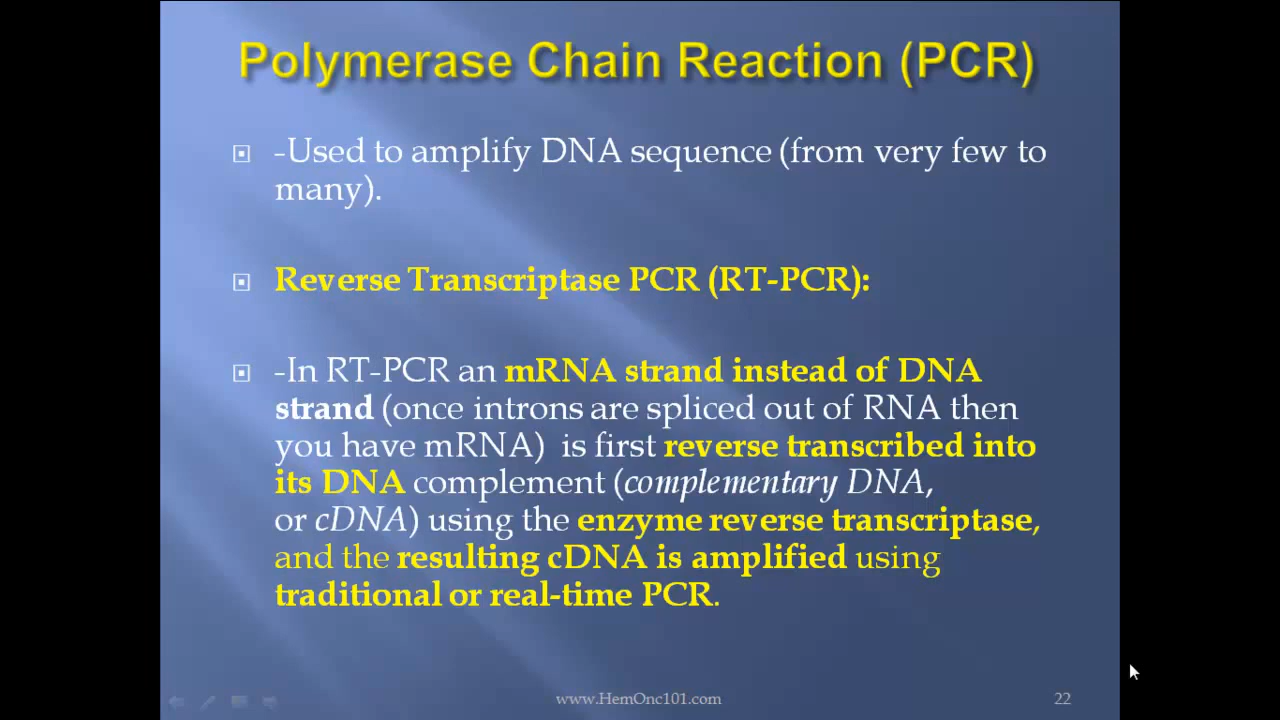 Polymerase Chain Reaction (PCR)
-Used to amplify DNA sequence (from very few to
many).
Reverse Transcriptase PCR (RT-PCR):
-In RT-PCR an mRNA strand instead of DNA
strand (once introns are spliced out of RNA then
you have mRNA)  is first reverse transcribed into
its DNA complement (complementary DNA,
or cDNA) using the enzyme reverse transcriptase,
and the resulting cDNA is amplified using
traditional or real-time PCR.
www.HemOnc101.com
22